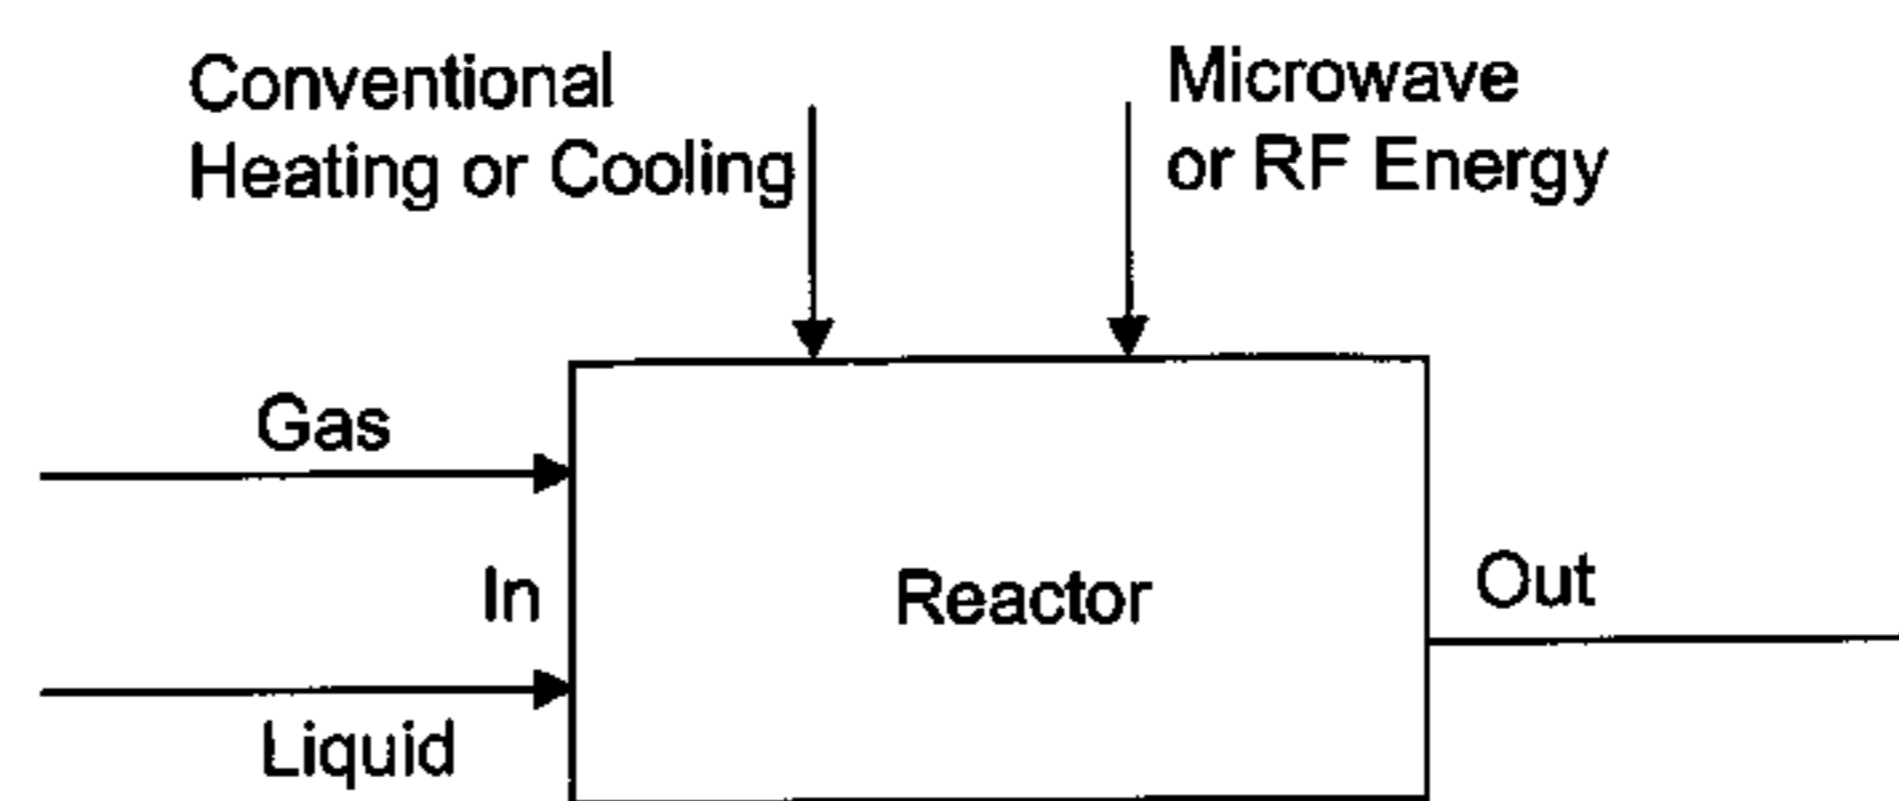 Conventional
Heating or Cooling
Microwave
or RF Energy
Gas
In
Reactor
Out
Liquid